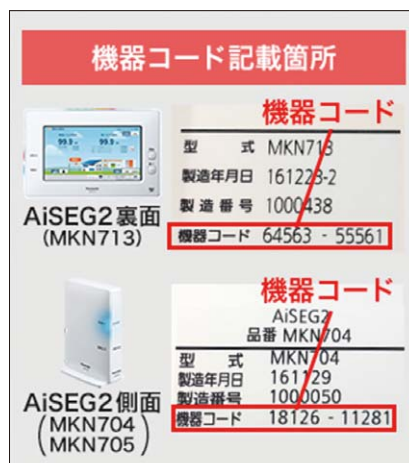 機器コード記載箇所
機器コード
99.9
99.9
型 式 MKN713
製造年月日 161228-2
製造番号 1000438
機器コード 64563 - 55561
AiSEG2裏面
(MKN713)
機器コード
AiSEG2
品番 MKN704
型 式 MKN704
製造年月日 161129
製造番号 1000050
機器コード 18126 - 11281
AiSEG2側面
(MKN704
MKN705)